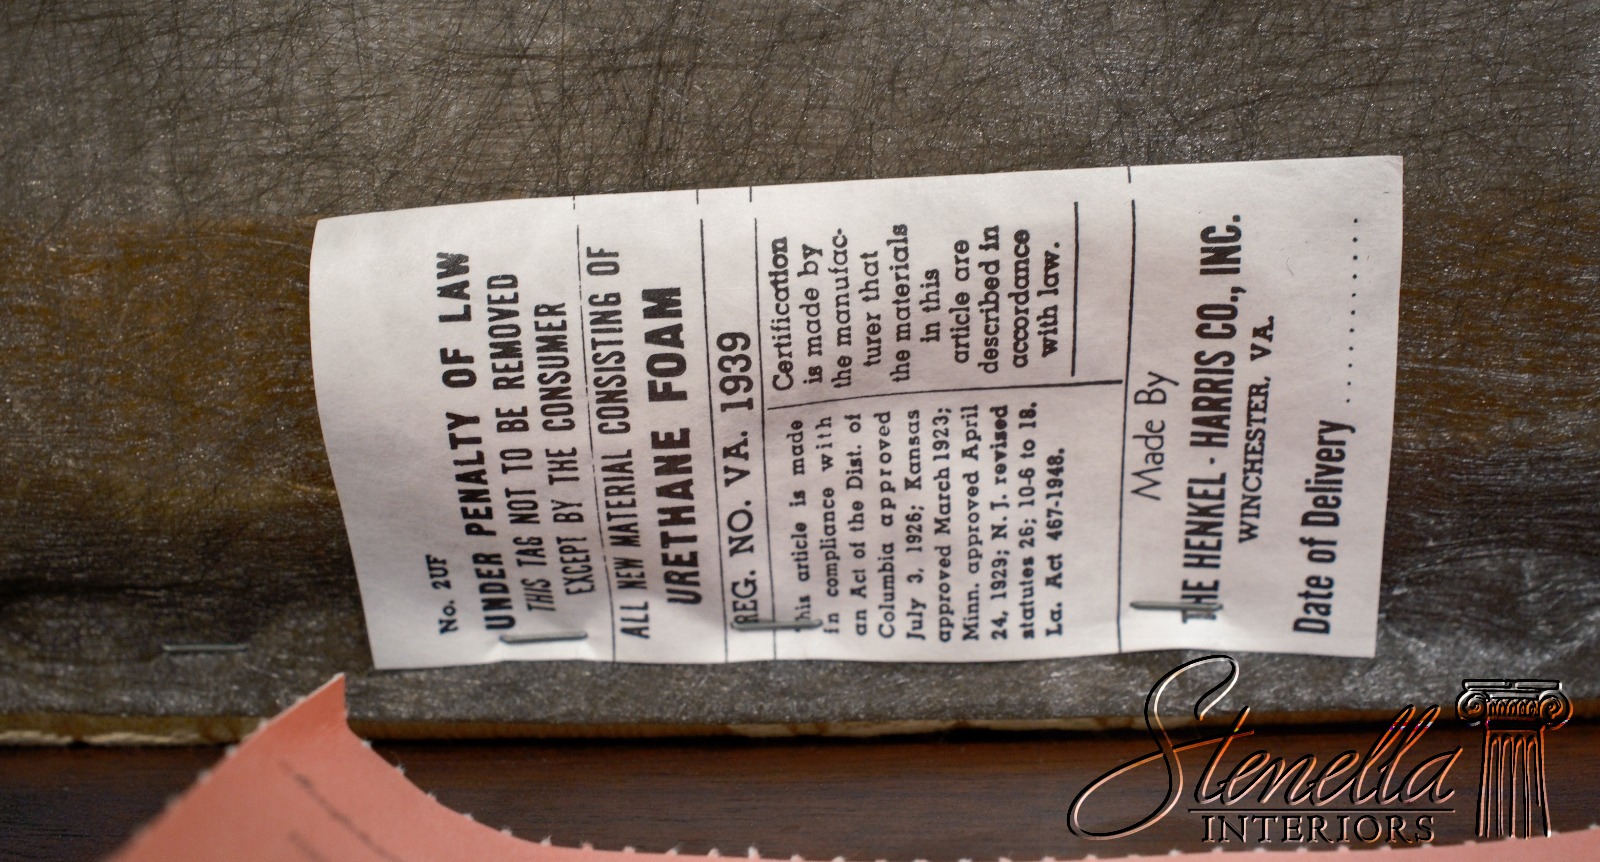 No. 2UF
UNDER PENALTY OF LAW
THIS TAG NOT TO BE REMOVED
EXCEPT BY THE CONSUMER
ALL NEW MATERIAL CONSISTING OF
URETHANE FOAM
REG. NO. VA. 1939
This article is made
in compliance with
an Act of the Dist. of
Columbia approved
July 3, 1926; Kansas
approved March 1923;
Minn. approved April
24, 1929; N. J. revised
statutes 26; 10-6 to 18.
La. Act 467-1948.
Certification
is made by
the manufac-
turer that
the materials
in this
article are
described in
accordance
with law.
Made By
THE HENKEL - HARRIS CO., INC.
WINCHESTER, VA.
Date of Delivery ..........
Stenella
INTERIORS